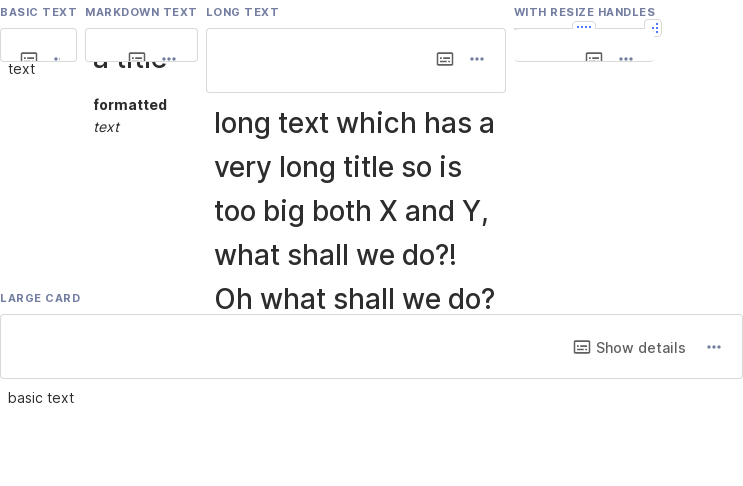 BASIC TEXT
MARKDOWN TEXT
LONG TEXT
WITH RESIZE HANDLES
text
a title
formatted
text
long text which has a
very long title so is
too big both X and Y,
what shall we do?!
Oh what shall we do?
LARGE CARD
Show details
basic text